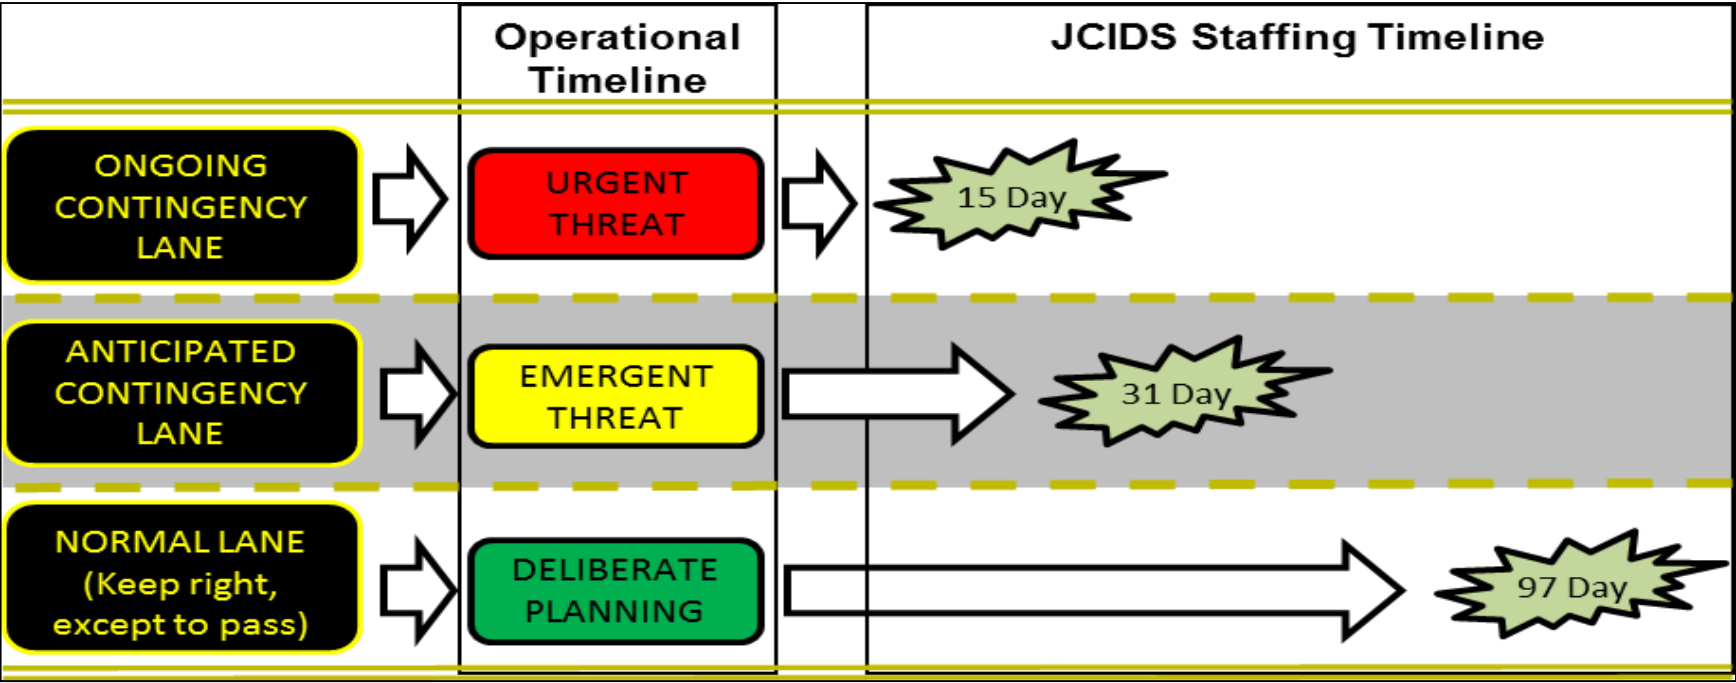 Operational
Timeline
JCIDS Staffing Timeline
ONGOING
CONTINGENCY
LANE
URGENT
THREAT
15 Day
ANTICIPATED
CONTINGENCY
LANE
EMERGENT
THREAT
31 Day
NORMAL LANE
(Keep right,
except to pass)
DELIBERATE
PLANNING
97 Day